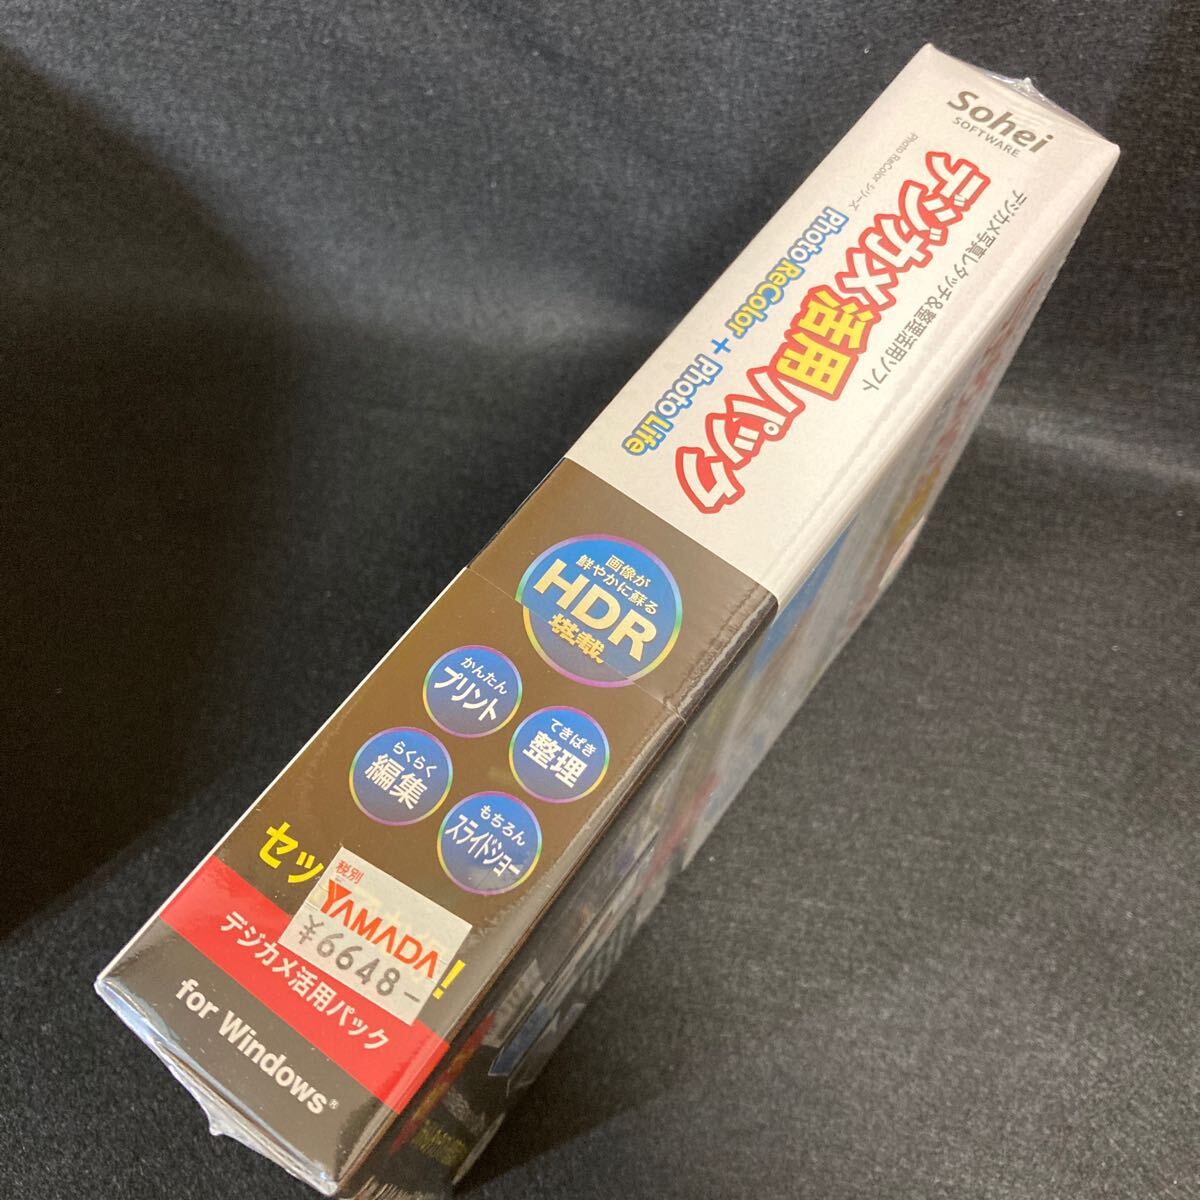 Sohei
SOFTWARE
デジカメ写真レタッチ&整理活用ソフト
Photo ReColor シリーズ
デジカメ活用パック
Photo ReColor + Photo Life
画像が
鮮やかに蘇る
HDR
搭載
かんたん
プリント
てきぱき
整理
らくらく
編集
もちろん
スライドショー
セッ
!
税別
YAMADA
¥6648-
デジカメ活用パック
for Windows®